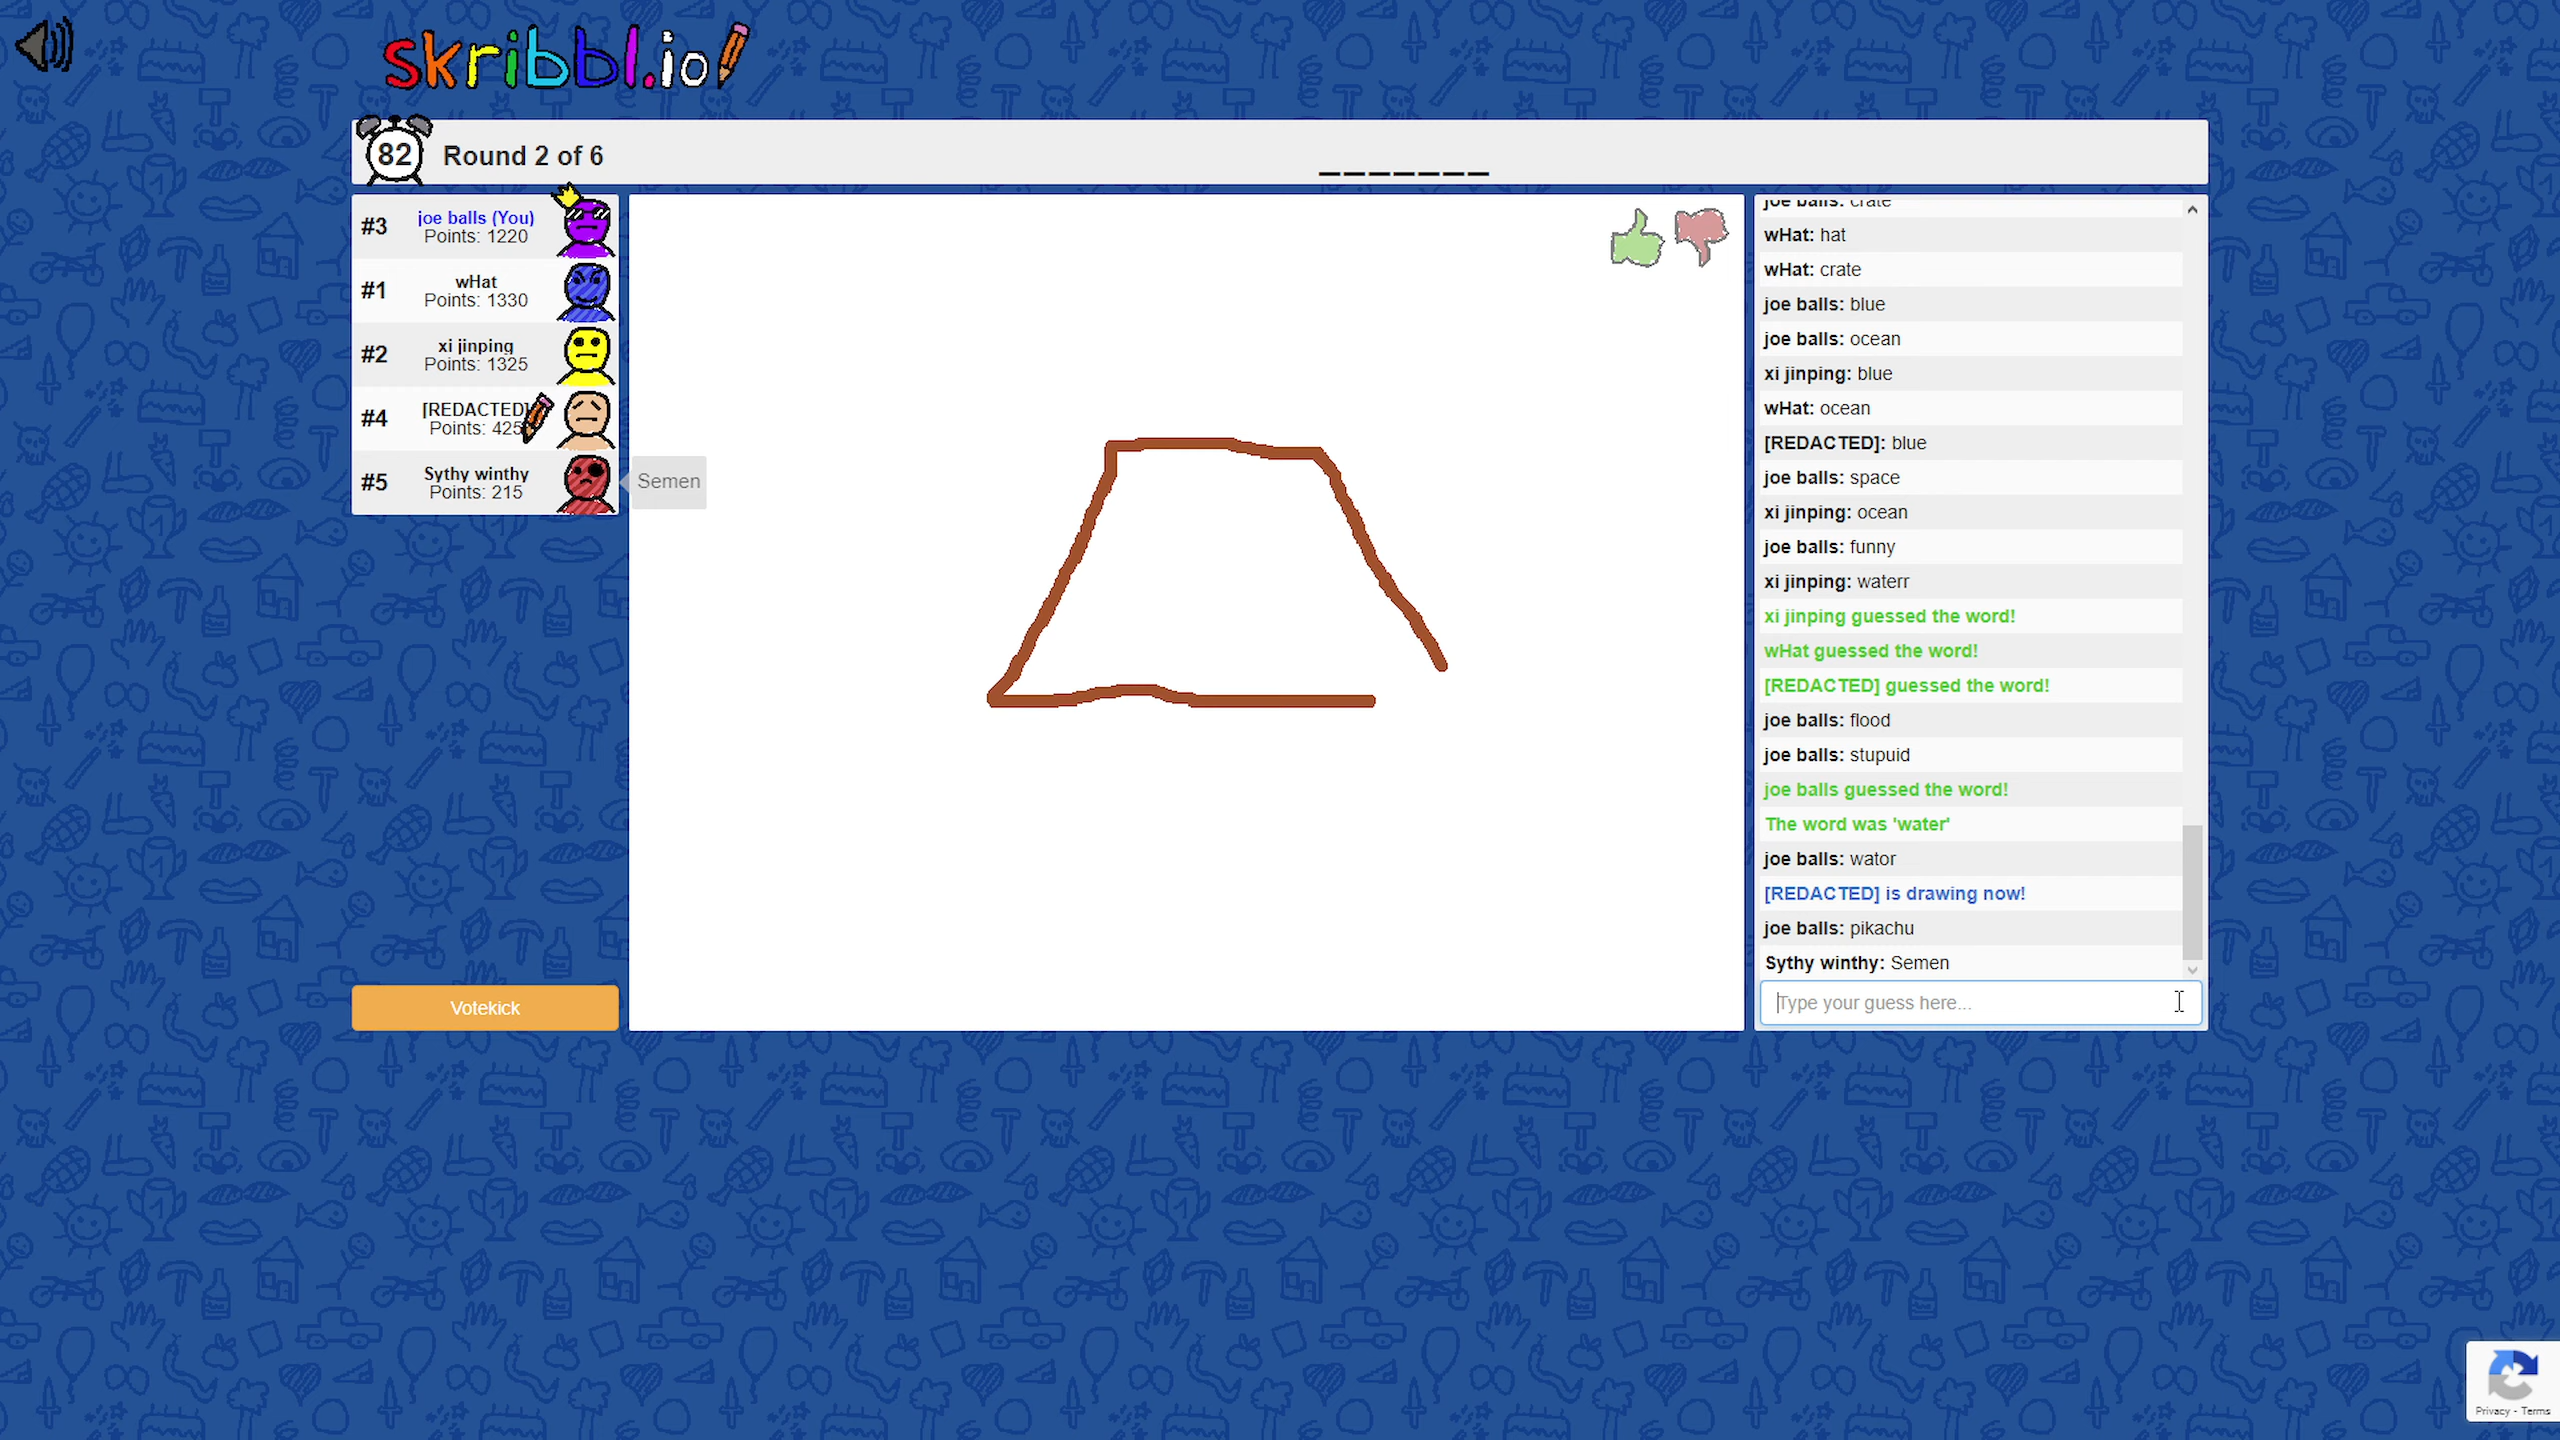 skribbl.io
82
Round 2 of 6
_______
#3
joe balls (You)
Points: 1220
#1
wHat
Points: 1330
#2
xi jinping
Points: 1325
#4
[REDACTED]
Points: 425
#5
Sythy winthy
Points: 215
Semen
Votekick
joe balls: crate
wHat: hat
wHat: crate
joe balls: blue
joe balls: ocean
xi jinping: blue
wHat: ocean
[REDACTED]: blue
joe balls: space
xi jinping: ocean
joe balls: funny
xi jinping: waterr
xi jinping guessed the word!
wHat guessed the word!
[REDACTED] guessed the word!
joe balls: flood
joe balls: stupuid
joe balls guessed the word!
The word was 'water'
joe balls: wator
[REDACTED] is drawing now!
joe balls: pikachu
Sythy winthy: Semen
Type your guess here...
Privacy - Terms